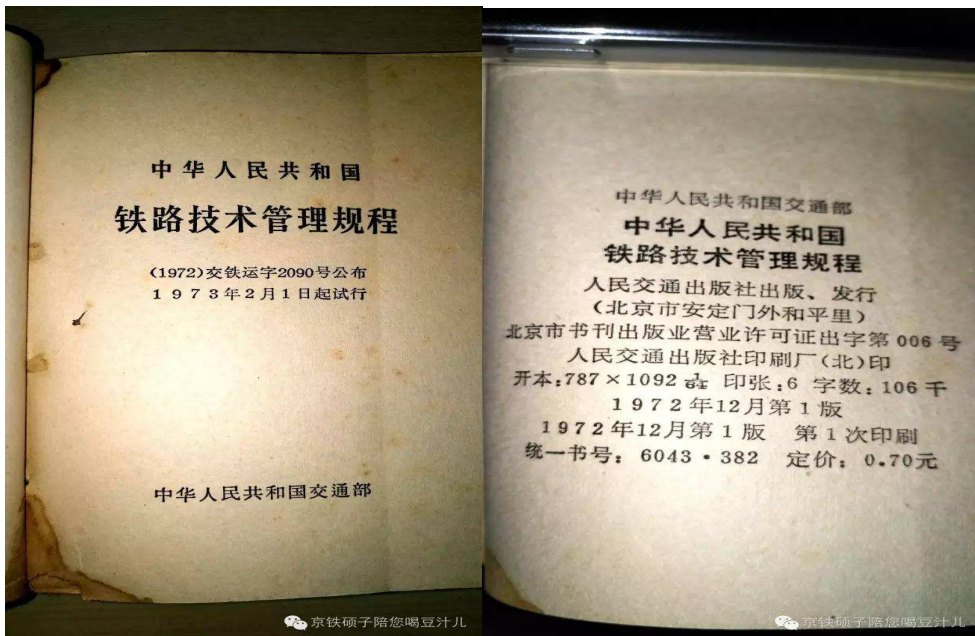 中华人民共和国
铁路技术管理规程
(1972)交铁运字2090号公布
1973年2月1日起试行
中华人民共和国交通部
京铁硕子陪您喝豆汁儿
中华人民共和国交通部
中华人民共和国
铁路技术管理规程
人民交通出版社出版、发行
(北京市安定门外和平里)
北京市书刊出版业营业许可证出字第006号
人民交通出版社印刷厂(北)印
开本:787×1092 1/64 印张:6 字数:106千
1972年12月第1版
1972年12月第1版 第1次印刷
统一书号:6043·382 定价:0.70元
京铁硕子陪您喝豆汁儿